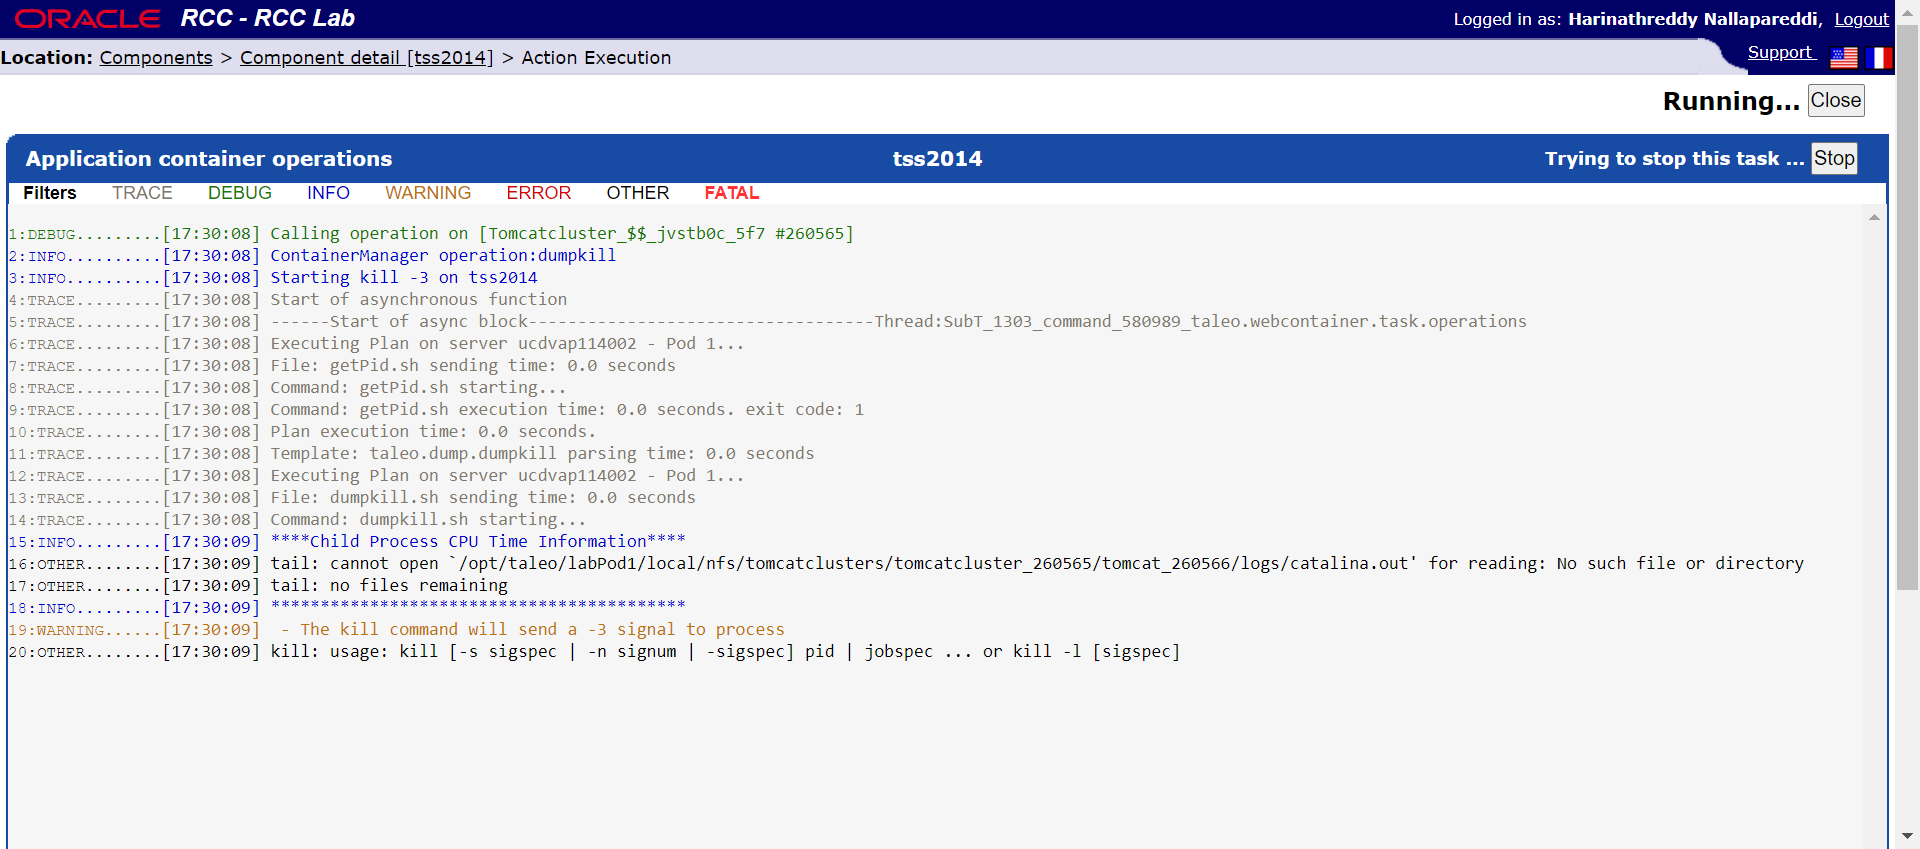 ORACLE RCC - RCC Lab
Logged in as: Harinathreddy Nallapareddi, Logout
Location: Components > Component detail [tss2014] > Action Execution
Support
Running... Close
Application container operations tss2014 Trying to stop this task ... Stop
Filters TRACE DEBUG INFO WARNING ERROR OTHER FATAL
1:DEBUG.........[17:30:08] Calling operation on [Tomcatcluster_$$_jvstb0c_5f7 #260565]
2:INFO..........[17:30:08] ContainerManager operation:dumpkill
3:INFO..........[17:30:08] Starting kill -3 on tss2014
4:TRACE.........[17:30:08] Start of asynchronous function
5:TRACE.........[17:30:08] ------Start of async block-----------------------------------Thread:SubT_1303_command_580989_taleo.webcontainer.task.operations
6:TRACE.........[17:30:08] Executing Plan on server ucdvap114002 - Pod 1...
7:TRACE.........[17:30:08] File: getPid.sh sending time: 0.0 seconds
8:TRACE.........[17:30:08] Command: getPid.sh starting...
9:TRACE.........[17:30:08] Command: getPid.sh execution time: 0.0 seconds. exit code: 1
10:TRACE........[17:30:08] Plan execution time: 0.0 seconds.
11:TRACE........[17:30:08] Template: taleo.dump.dumpkill parsing time: 0.0 seconds
12:TRACE........[17:30:08] Executing Plan on server ucdvap114002 - Pod 1...
13:TRACE........[17:30:08] File: dumpkill.sh sending time: 0.0 seconds
14:TRACE........[17:30:08] Command: dumpkill.sh starting...
15:INFO.........[17:30:09] ****Child Process CPU Time Information****
16:OTHER........[17:30:09] tail: cannot open `/opt/taleo/labPod1/local/nfs/tomcatclusters/tomcatcluster_260565/tomcat_260566/logs/catalina.out' for reading: No such file or directory
17:OTHER........[17:30:09] tail: no files remaining
18:INFO.........[17:30:09] ******************************************
19:WARNING......[17:30:09]  - The kill command will send a -3 signal to process
20:OTHER........[17:30:09] kill: usage: kill [-s sigspec | -n signum | -sigspec] pid | jobspec ... or kill -l [sigspec]